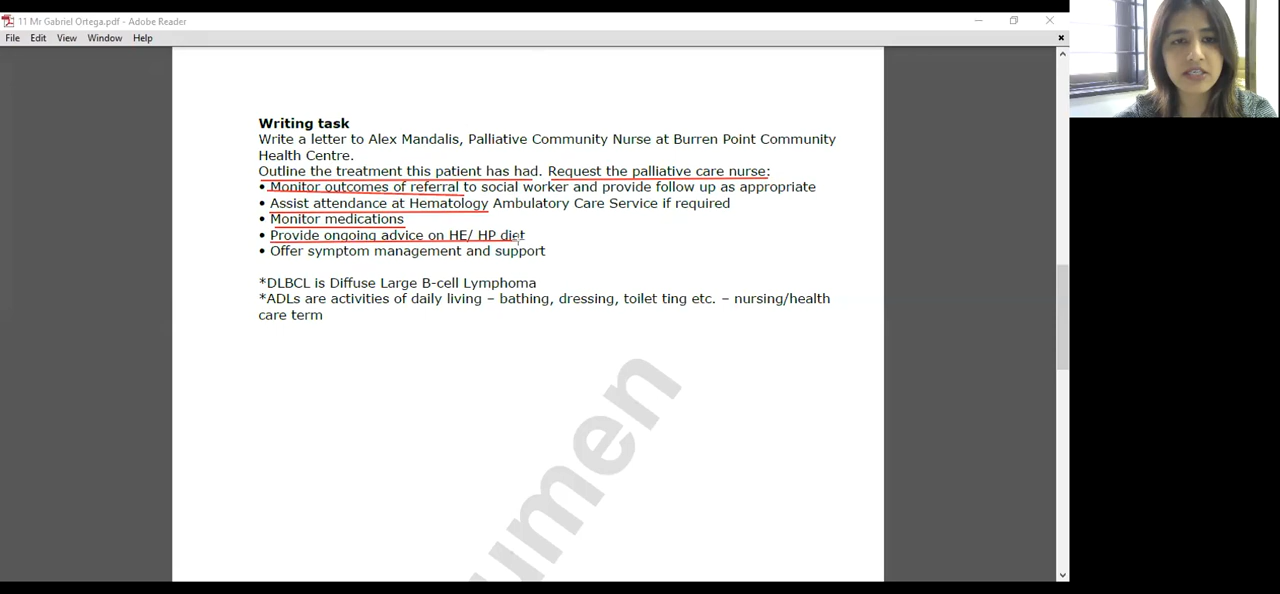 11 Mr Gabriel Ortega.pdf - Adobe Reader
File Edit View Window Help
Writing task
Write a letter to Alex Mandalis, Palliative Community Nurse at Burren Point Community
Health Centre.
Outline the treatment this patient has had. Request the palliative care nurse:
• Monitor outcomes of referral to social worker and provide follow up as appropriate
• Assist attendance at Hematology Ambulatory Care Service if required
• Monitor medications
• Provide ongoing advice on HE/ HP diet
• Offer symptom management and support
*DLBCL is Diffuse Large B-cell Lymphoma
*ADLs are activities of daily living – bathing, dressing, toilet ting etc. – nursing/health
care term